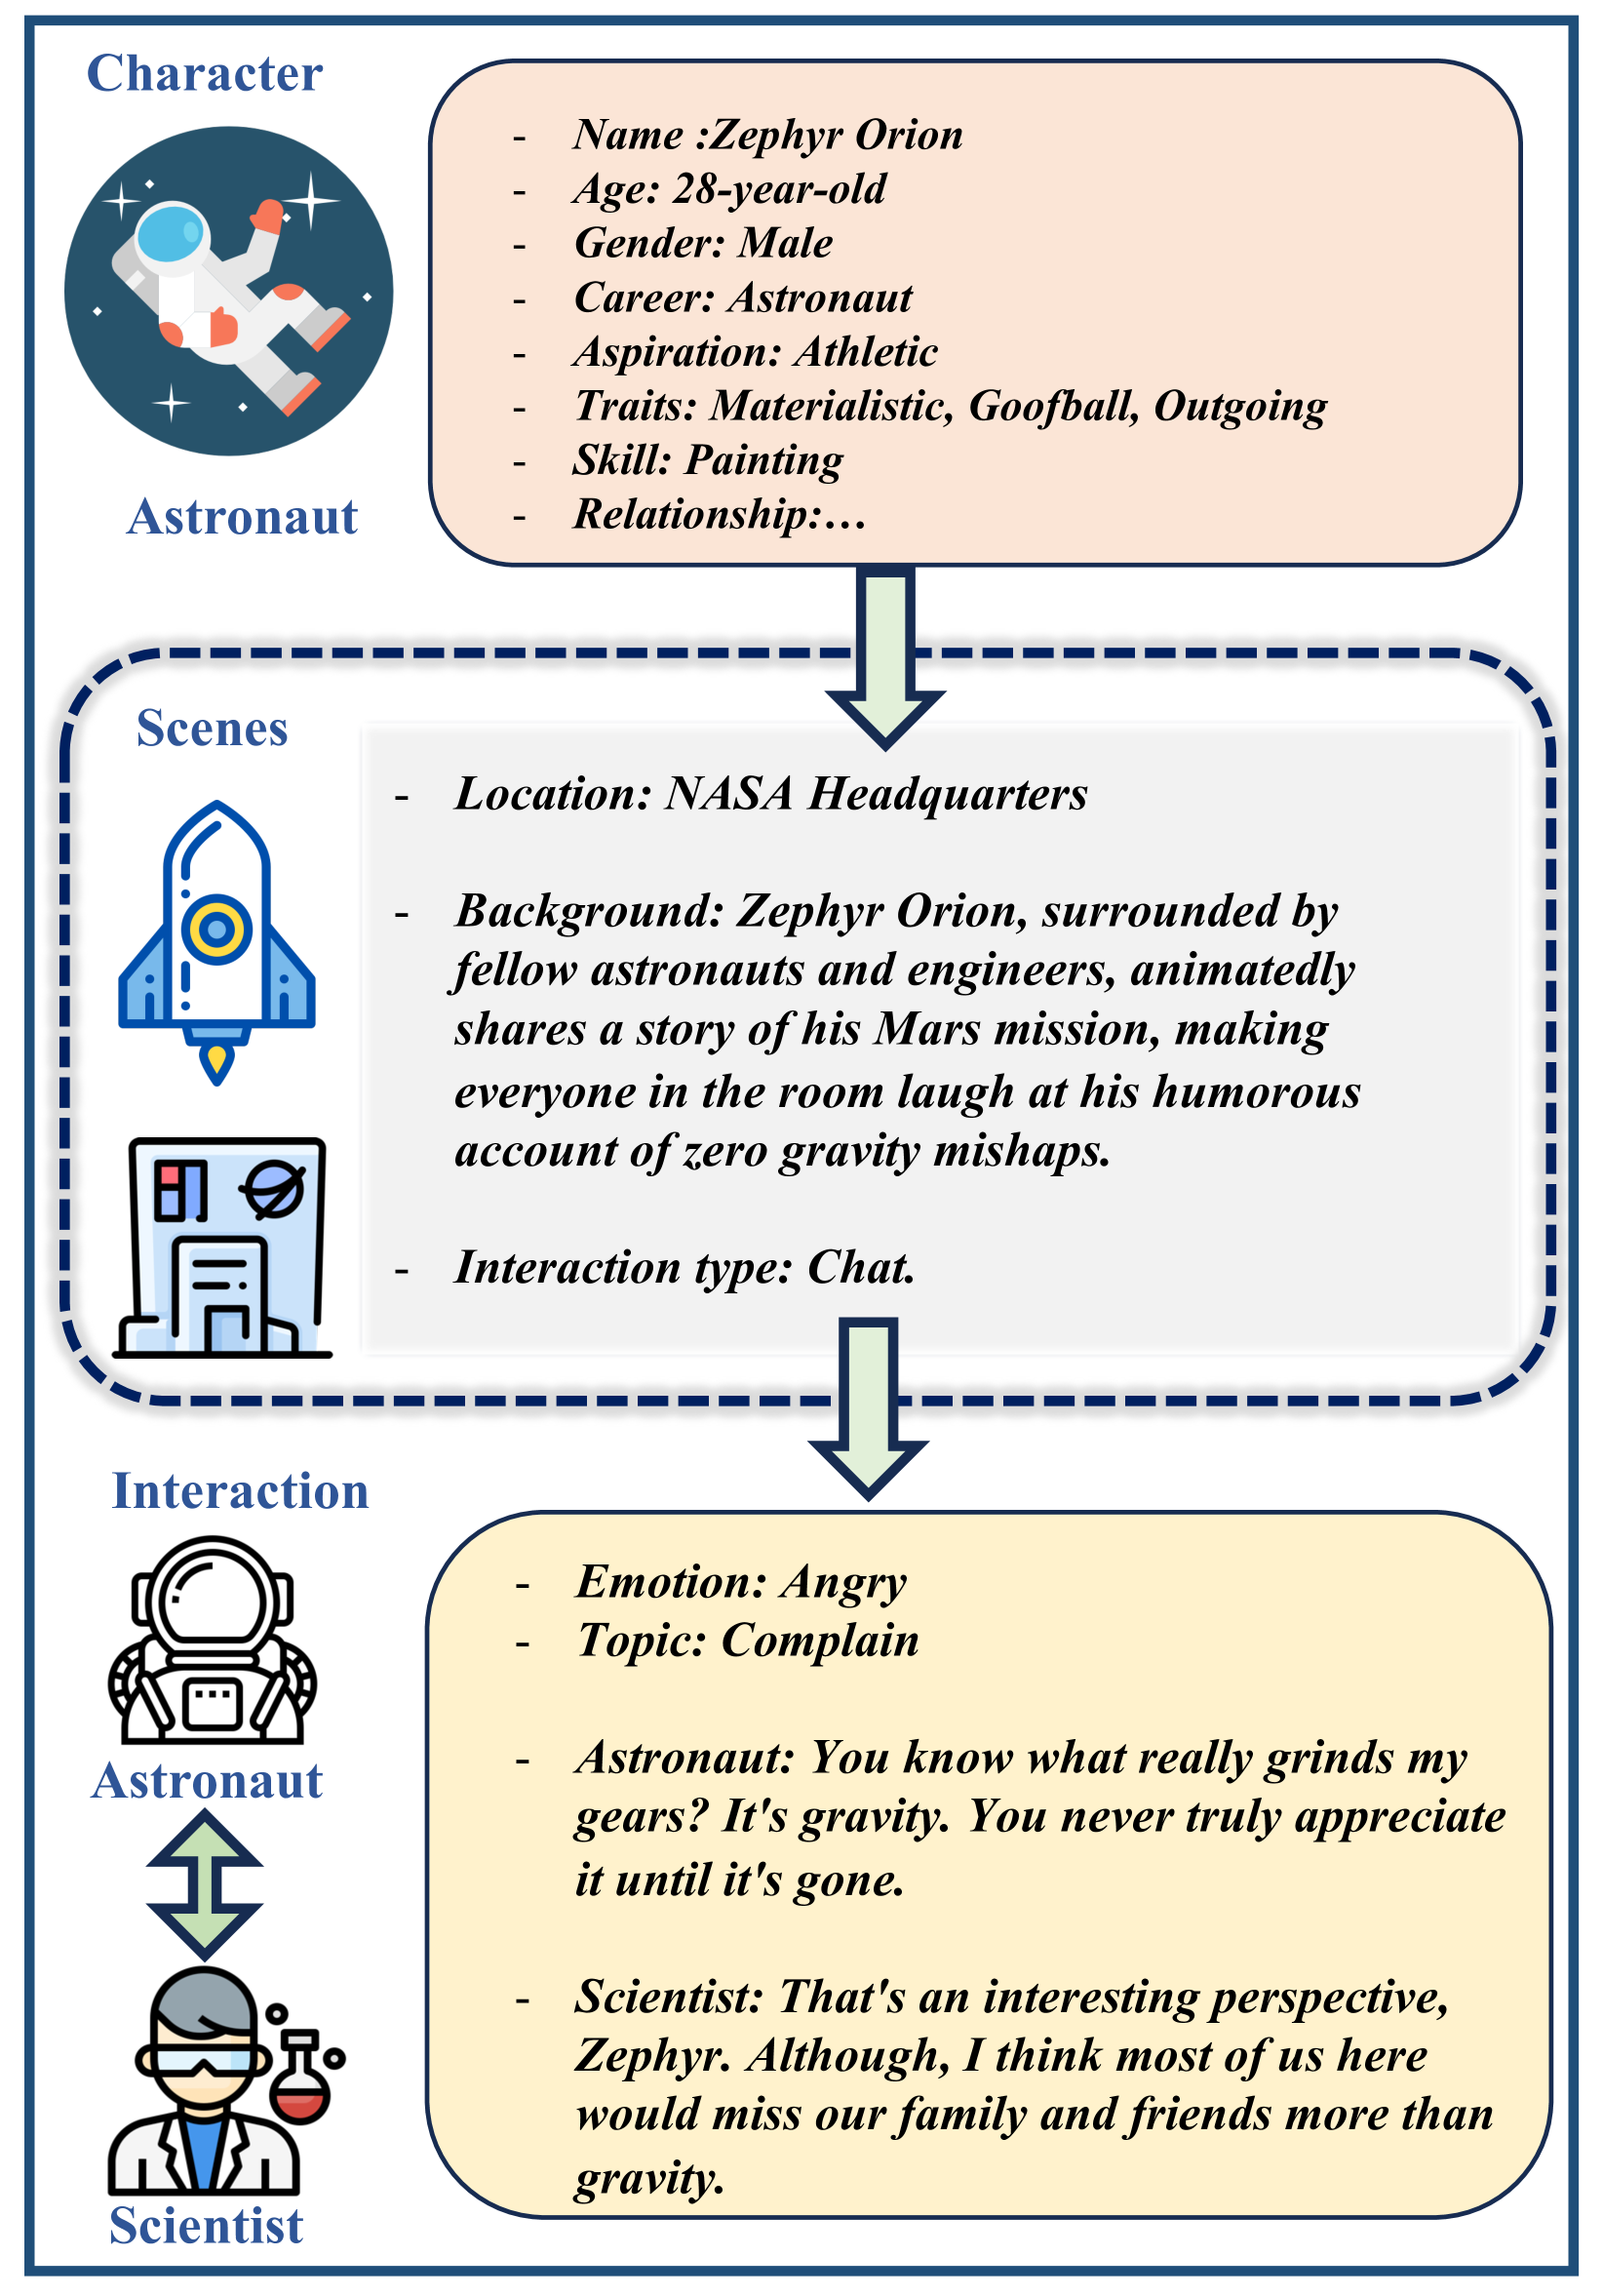 Character
Astronaut
- Name :Zephyr Orion
- Age: 28-year-old
- Gender: Male
- Career: Astronaut
- Aspiration: Athletic
- Traits: Materialistic, Goofball, Outgoing
- Skill: Painting
- Relationship:...
Scenes
- Location: NASA Headquarters
- Background: Zephyr Orion, surrounded by
fellow astronauts and engineers, animatedly
shares a story of his Mars mission, making
everyone in the room laugh at his humorous
account of zero gravity mishaps.
- Interaction type: Chat.
Interaction
Astronaut
Scientist
- Emotion: Angry
- Topic: Complain
- Astronaut: You know what really grinds my
gears? It's gravity. You never truly appreciate
it until it's gone.
- Scientist: That's an interesting perspective,
Zephyr. Although, I think most of us here
would miss our family and friends more than
gravity.